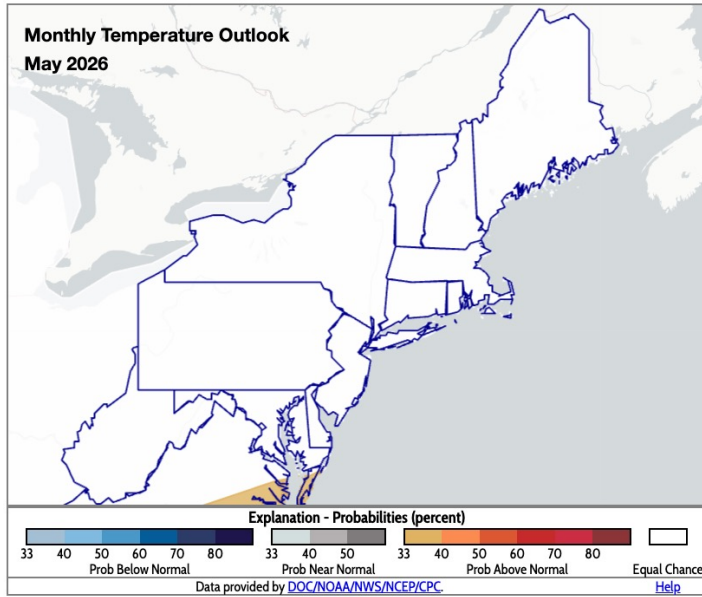 Monthly Temperature Outlook
May 2026
Explanation - Probabilities (percent)
33 40 50 60 70 80
Prob Below Normal
33 40 50
Prob Near Normal
33 40 50 60 70 80
Prob Above Normal
Equal Chance
Data provided by DOC/NOAA/NWS/NCEP/CPC.
Help